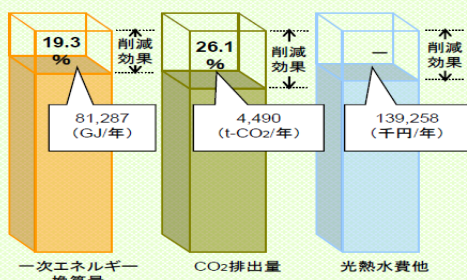 19.3
%
削減
効果
81,287
(GJ/年)
一次エネルギー
換算量
26.1
%
削減
効果
4,490
(t-CO₂/年)
CO₂排出量
—
削減
効果
139,258
(千円/年)
光熱水費他